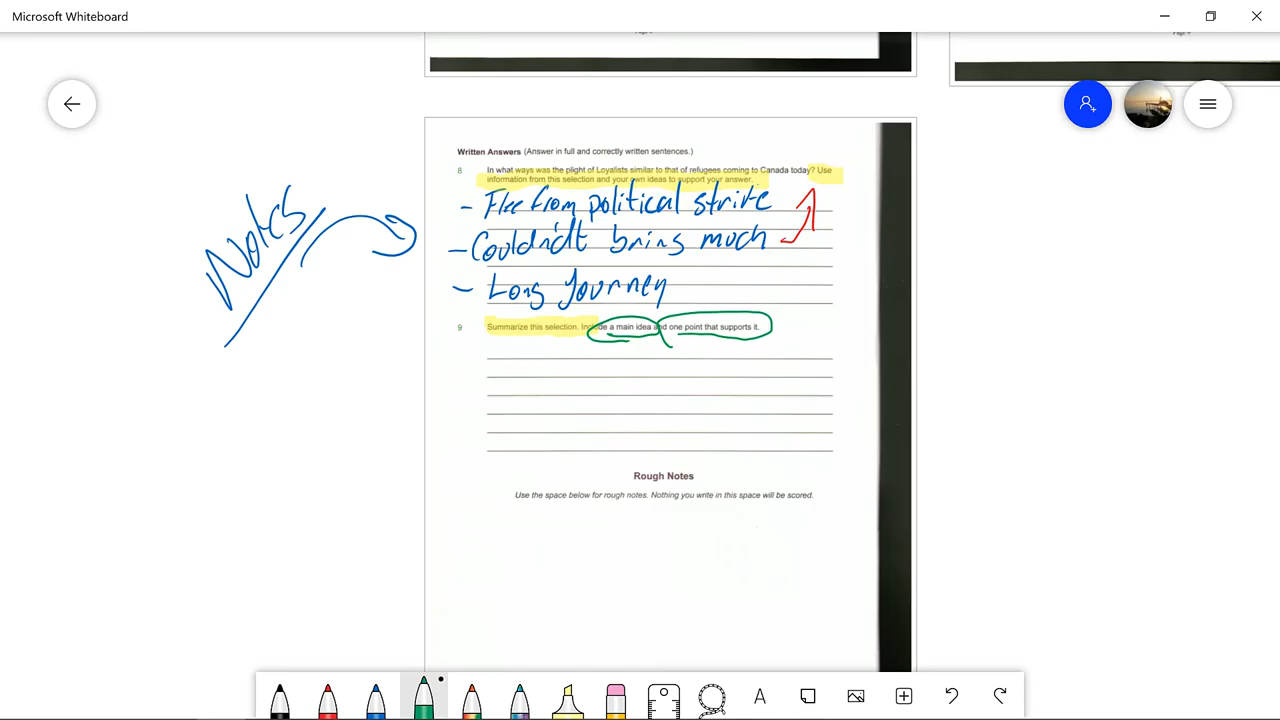 Microsoft Whiteboard
Written Answers (Answer in full and correctly written sentences.)
8 In what ways was the plight of Loyalists similar to that of refugees coming to Canada today? Use
information from this selection and your own ideas to support your answer.
- Flee from political strife
- Couldn't bring much
- Long Journey
Notes
9 Summarize this selection. Include a main idea and one point that supports it.
Rough Notes
Use the space below for rough notes. Nothing you write in this space will be scored.
A